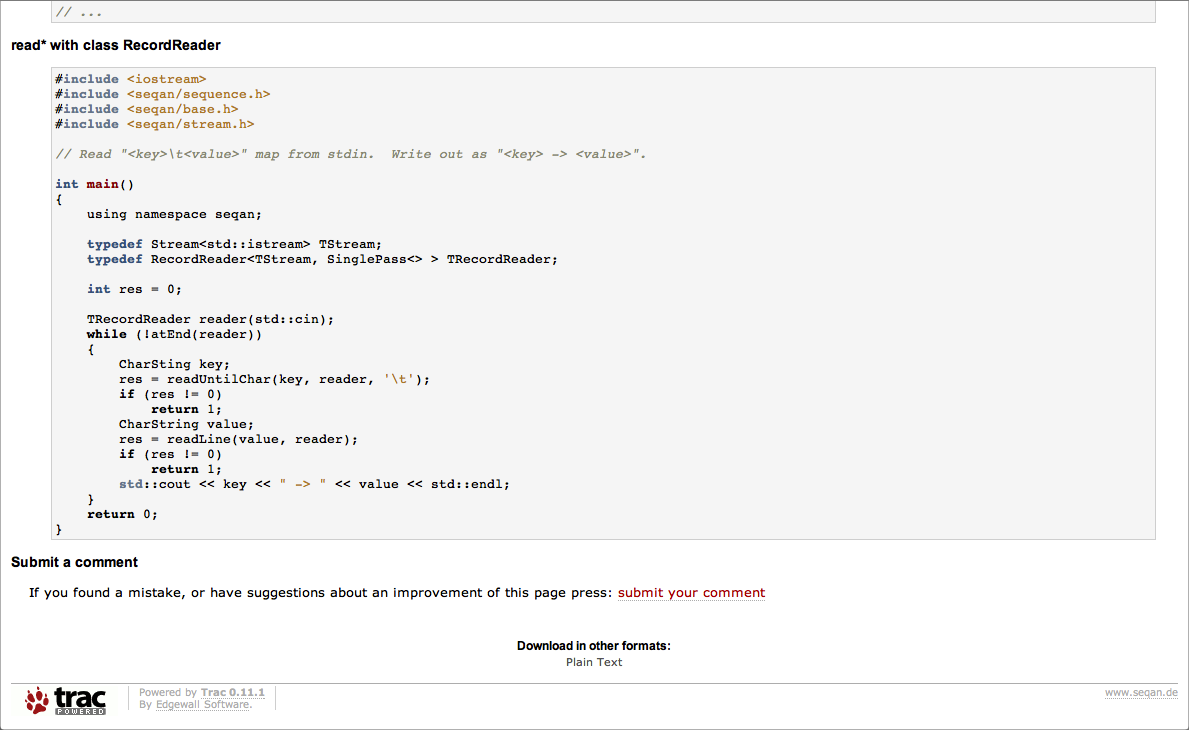 // ...
read* with class RecordReader
#include <iostream>
#include <seqan/sequence.h>
#include <seqan/base.h>
#include <seqan/stream.h>
// Read "<key>\t<value>" map from stdin.  Write out as "<key> -> <value>".
int main()
{
    using namespace seqan;
    typedef Stream<std::istream> TStream;
    typedef RecordReader<TStream, SinglePass<> > TRecordReader;
    int res = 0;
    TRecordReader reader(std::cin);
    while (!atEnd(reader))
    {
        CharSting key;
        res = readUntilChar(key, reader, '\t');
        if (res != 0)
            return 1;
        CharString value;
        res = readLine(value, reader);
        if (res != 0)
            return 1;
        std::cout << key << " -> " << value << std::endl;
    }
    return 0;
}
Submit a comment
If you found a mistake, or have suggestions about an improvement of this page press: submit your comment
Download in other formats:
Plain Text
trac
POWERED
Powered by Trac 0.11.1
By Edgewall Software.
www.seqan.de